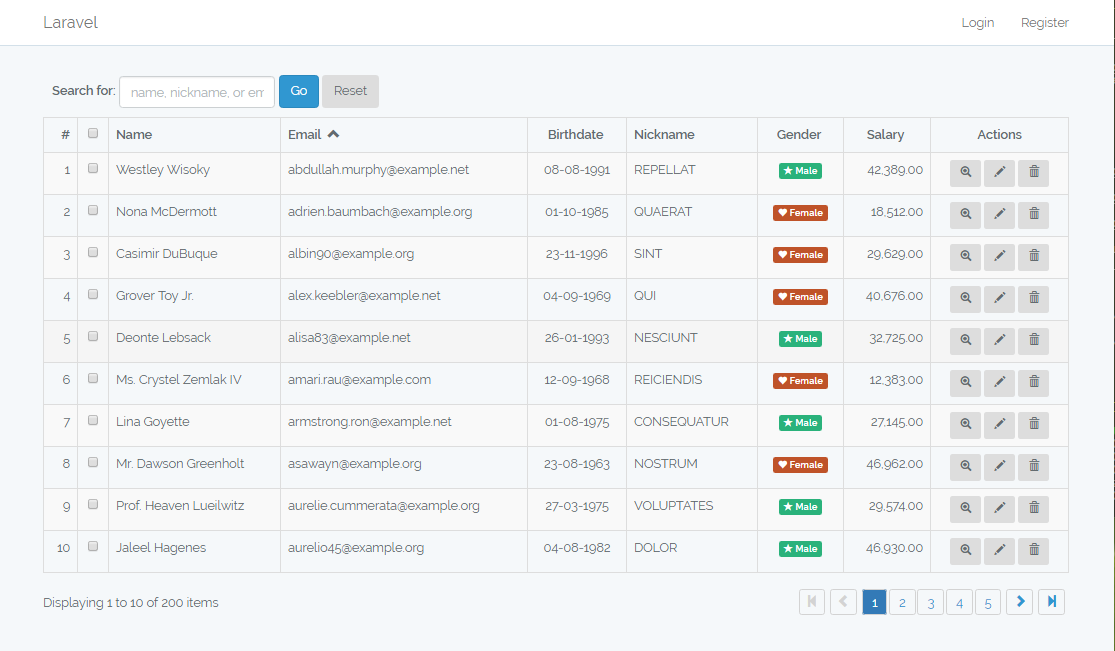 Laravel Login Register
Search for: name, nickname, or em Go Reset
# Name Email Birthdate Nickname Gender Salary Actions
1 Westley Wisoky abdullah.murphy@example.net 08-08-1991 REPELLAT Male 42,389.00
2 Nona McDermott adrien.baumbach@example.org 01-10-1985 QUAERAT Female 18,512.00
3 Casimir DuBuque albin90@example.org 23-11-1996 SINT Female 29,629.00
4 Grover Toy Jr. alex.keebler@example.net 04-09-1969 QUI Female 40,676.00
5 Deonte Lebsack alisa83@example.net 26-01-1993 NESCIUNT Male 32,725.00
6 Ms. Crystel Zemlak IV amari.rau@example.com 12-09-1968 REICIENDIS Female 12,383.00
7 Lina Goyette armstrong.ron@example.net 01-08-1975 CONSEQUATUR Male 27,145.00
8 Mr. Dawson Greenholt asawayn@example.org 23-08-1963 NOSTRUM Female 46,962.00
9 Prof. Heaven Lueilwitz aurelie.cummerata@example.org 27-03-1975 VOLUPTATES Male 29,574.00
10 Jaleel Hagenes aurelio45@example.org 04-08-1982 DOLOR Male 46,930.00
Displaying 1 to 10 of 200 items 1 2 3 4 5